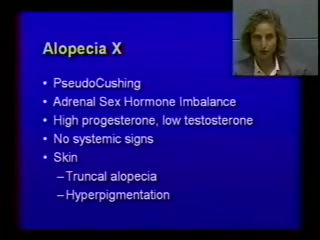 Alopecia X
• PseudoCushing
• Adrenal Sex Hormone Imbalance
• High progesterone, low testosterone
• No systemic signs
• Skin
–Truncal alopecia
–Hyperpigmentation